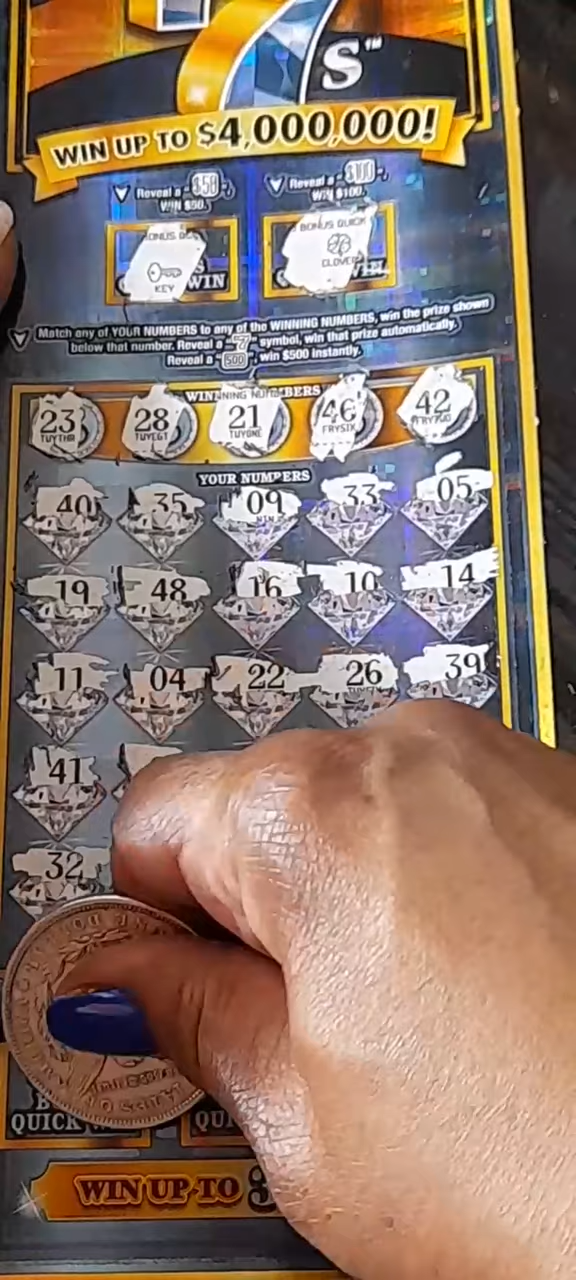 7s™
WIN UP TO $4,000,000!
Reveal a $50,
WIN $50.
Reveal a $100,
WIN $100.
KEY
WIN
BONUS QUICK
CLOVER
Match any of YOUR NUMBERS to any of the WINNING NUMBERS, win the prize shown
below that number. Reveal a 7 symbol, win that prize automatically.
Reveal a 500, win $500 instantly.
WINNING NUMBERS
23 28 21 46 42
TUYTHR TUYEGT TUYONE FRYSIX FRYTWO
YOUR NUMBERS
40 35 09 33 05
NIN
19 48 16 10 14
11 04 22 26 39
41
32
QUICK
WIN UP TO